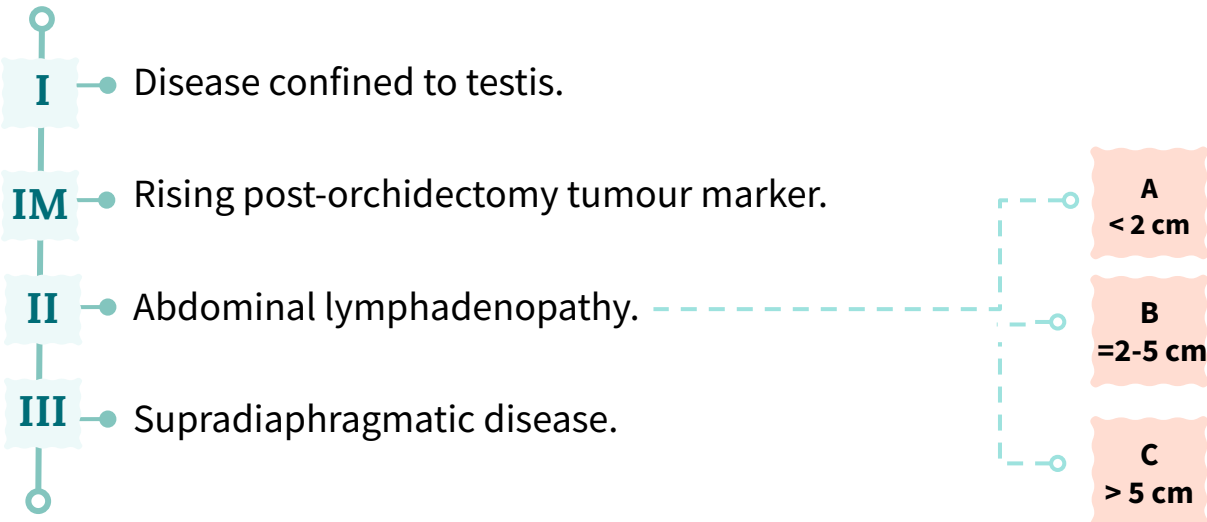 I
Disease confined to testis.
IM
Rising post-orchidectomy tumour marker.
II
Abdominal lymphadenopathy.
III
Supradiaphragmatic disease.
A
< 2 cm
B
=2-5 cm
C
> 5 cm